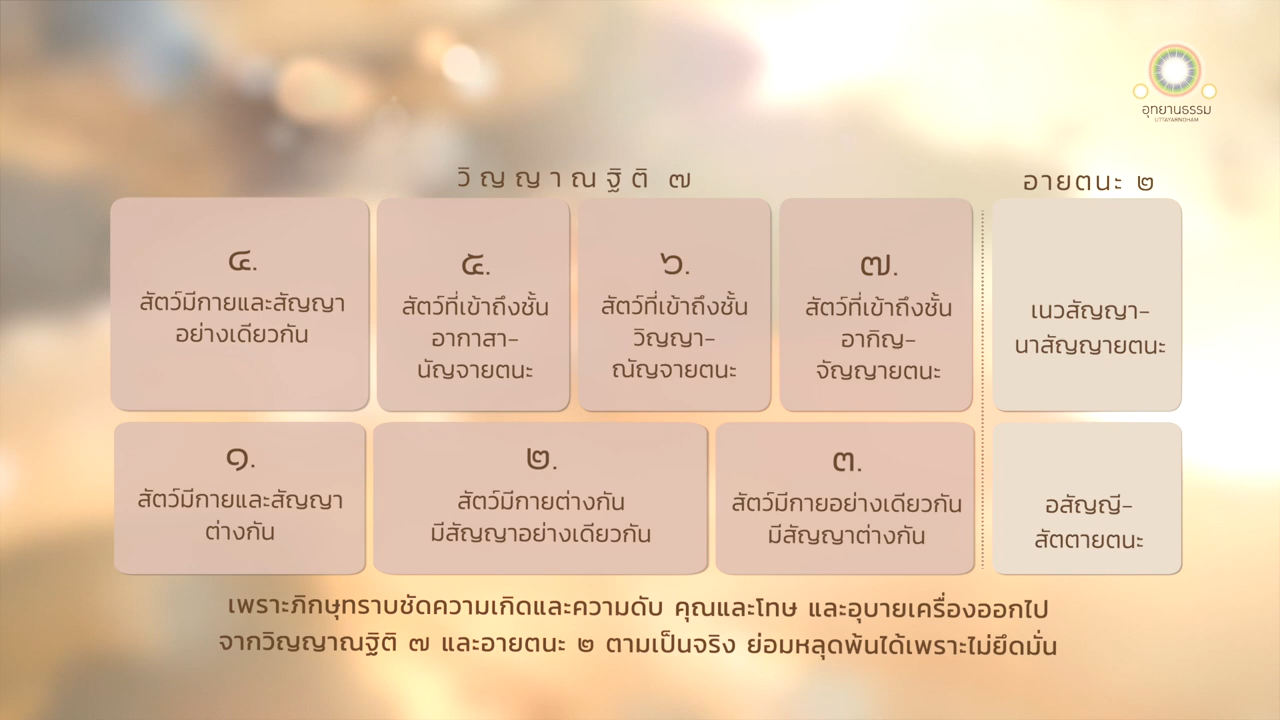 อุทยานธรรม
UTTAYARNDHAM
วิญญาณฐิติ ๗
อายตนะ ๒
๔.
สัตว์มีกายและสัญญา
อย่างเดียวกัน
๕.
สัตว์ที่เข้าถึงชั้น
อากาสา-
นัญจายตนะ
๖.
สัตว์ที่เข้าถึงชั้น
วิญญา-
ณัญจายตนะ
๗.
สัตว์ที่เข้าถึงชั้น
อากิญ-
จัญญายตนะ
เนวสัญญา-
นาสัญญายตนะ
๑.
สัตว์มีกายและสัญญา
ต่างกัน
๒.
สัตว์มีกายต่างกัน
มีสัญญาอย่างเดียวกัน
๓.
สัตว์มีกายอย่างเดียวกัน
มีสัญญาต่างกัน
อสัญญี-
สัตตายตนะ
เพราะภิกษุทราบชัดความเกิดและความดับ คุณและโทษ และอุบายเครื่องออกไป
จากวิญญาณฐิติ ๗ และอายตนะ ๒ ตามเป็นจริง ย่อมหลุดพ้นได้เพราะไม่ยึดมั่น